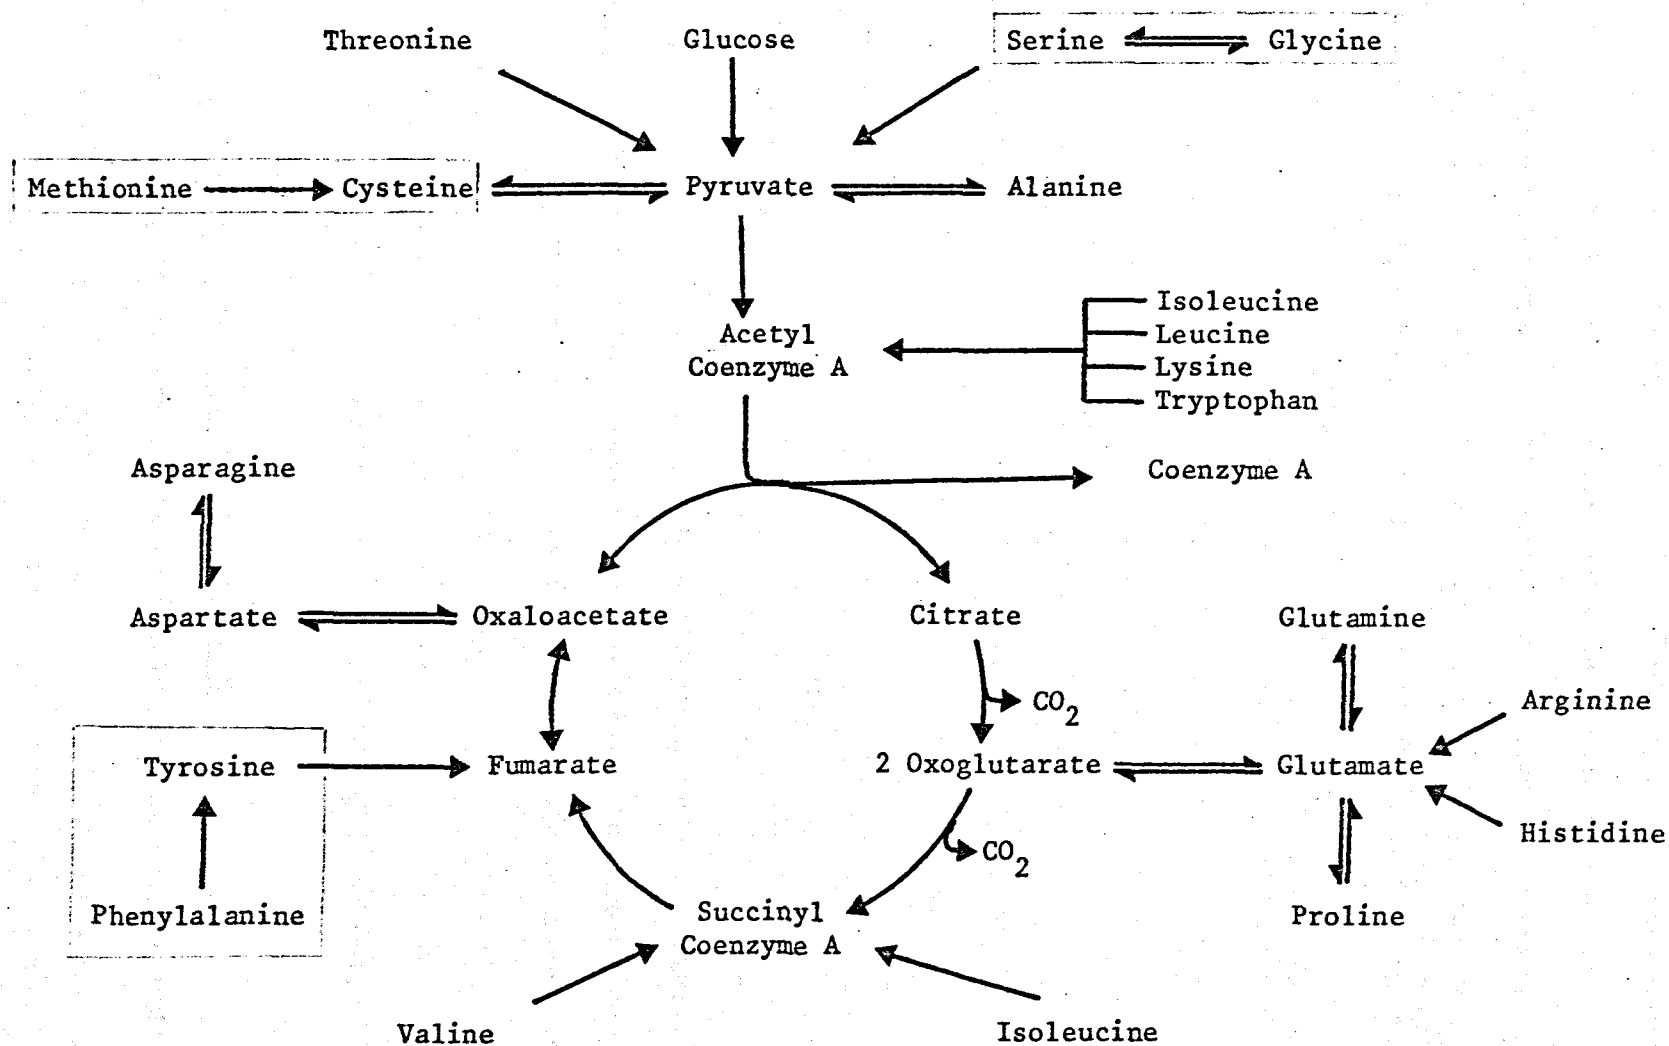 Threonine
Glucose
Serine
Glycine
Methionine
Cysteine
Pyruvate
Alanine
Acetyl
Coenzyme A
Isoleucine
Leucine
Lysine
Tryptophan
Asparagine
Coenzyme A
Aspartate
Oxaloacetate
Citrate
Glutamine
CO2
Arginine
Tyrosine
Fumarate
2 Oxoglutarate
Glutamate
CO2
Histidine
Phenylalanine
Succinyl
Coenzyme A
Proline
Valine
Isoleucine